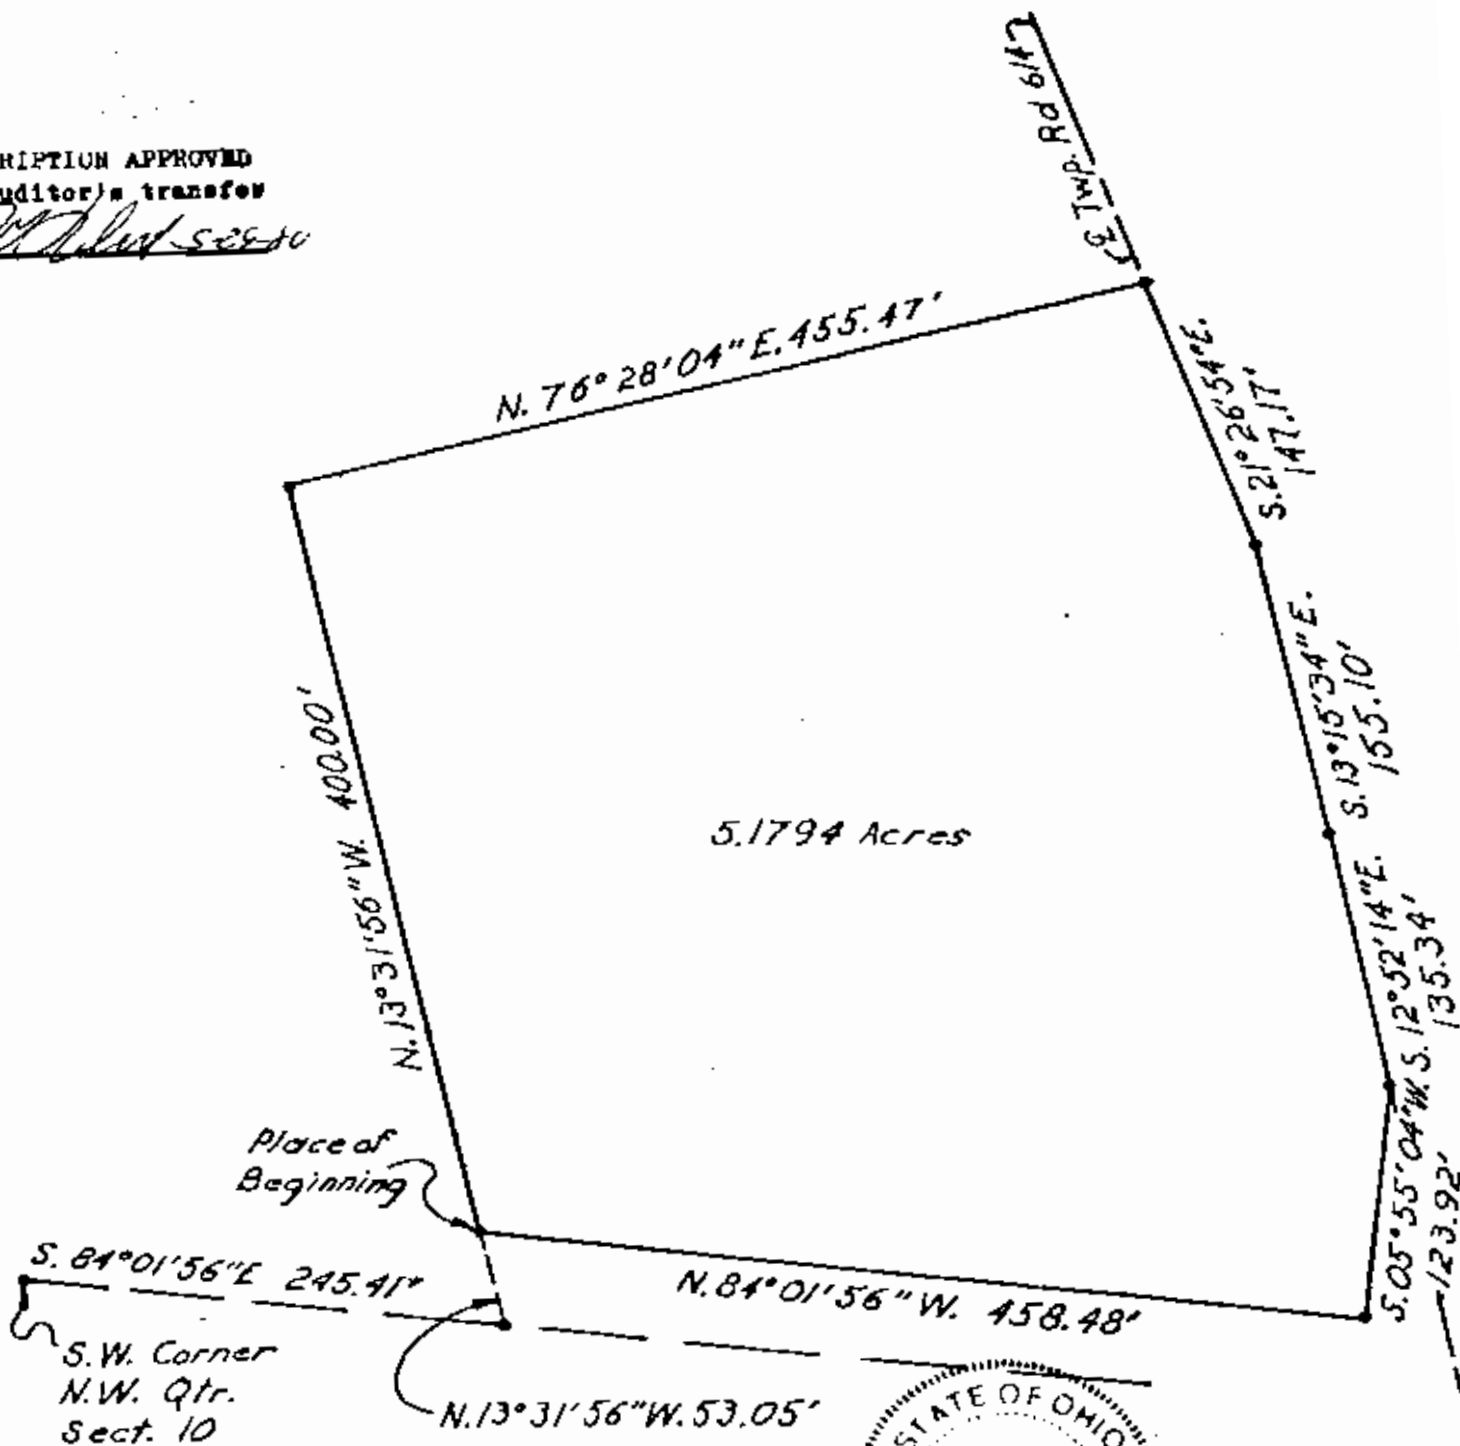 RIPTION APPROVED
uditor's transfer
℄ Twp. Rd 614
N. 76° 28' 04" E. 455.47'
S. 21° 26' 54" E.
147.17'
S. 13° 15' 34" E.
155.10'
N. 13° 31' 56" W. 400.00'
5.1794 Acres
S. 12° 52' 14" E.
135.34'
Place of
Beginning
S. 05° 55' 04" W.
123.92'
S. 84° 01' 56" E 245.41'
N. 84° 01' 56" W. 458.48'
S.W. Corner
N.W. Qtr.
Sect. 10
N. 13° 31' 56" W. 53.05'
STATE OF OHIO